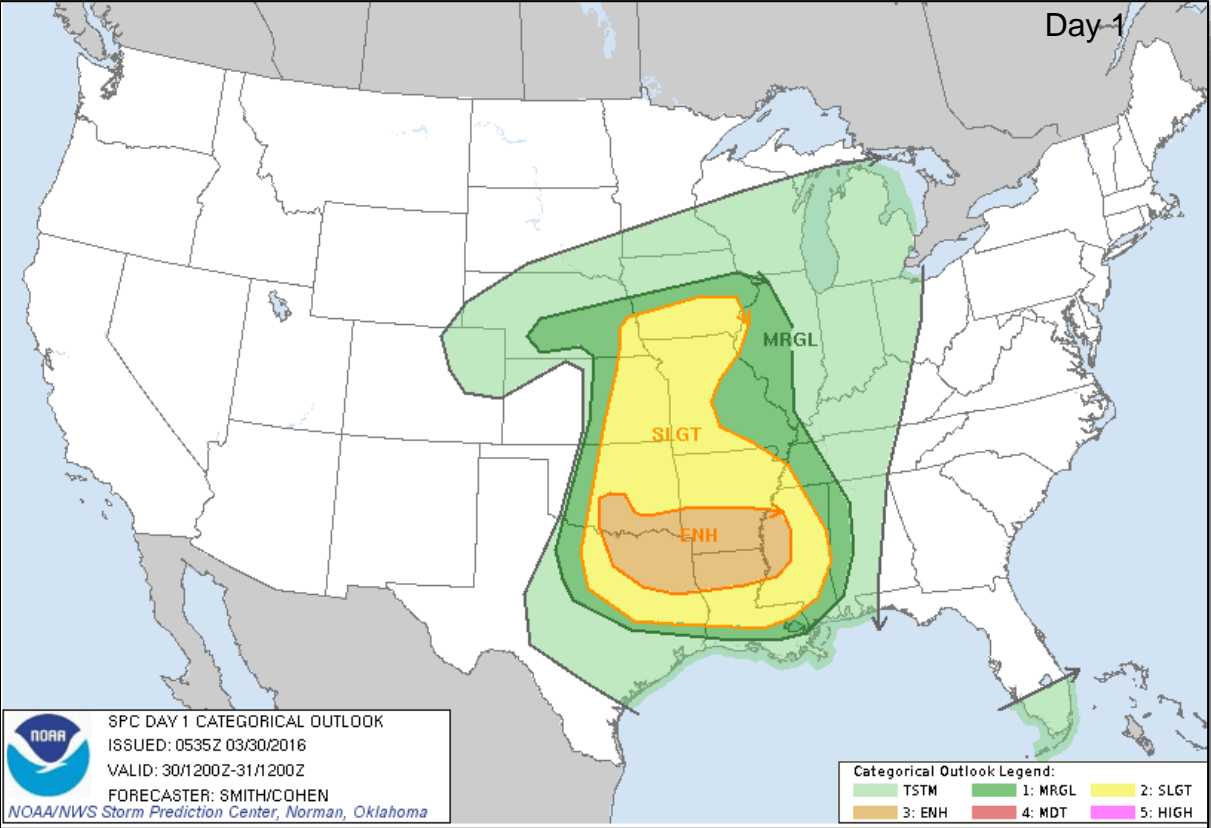 Day 1
MRGL
SLGT
ENH
NOAA
SPC DAY 1 CATEGORICAL OUTLOOK
ISSUED: 0535Z 03/30/2016
VALID: 30/1200Z-31/1200Z
FORECASTER: SMITH/COHEN
NOAA/NWS Storm Prediction Center, Norman, Oklahoma
Categorical Outlook Legend:
TSTM 1: MRGL 2: SLGT
3: ENH 4: MDT 5: HIGH